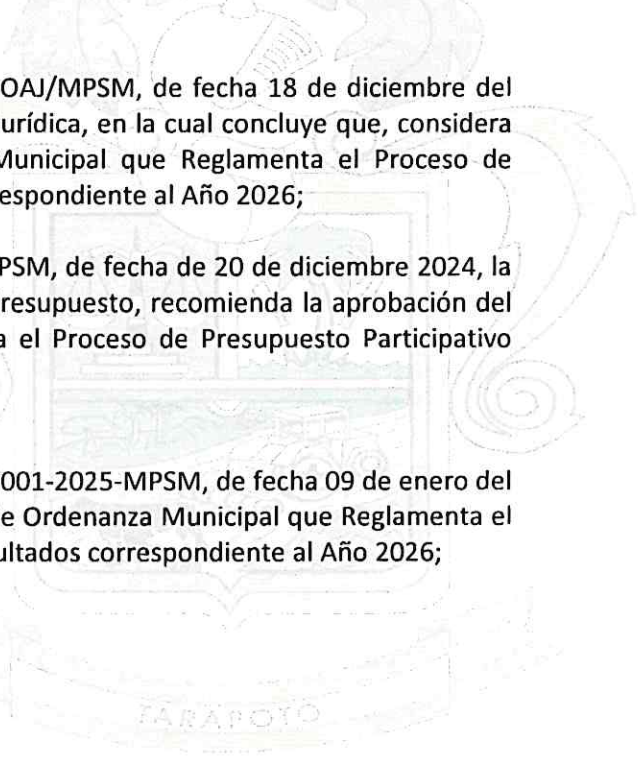 OAJ/MPSM, de fecha 18 de diciembre del
urídica, en la cual concluye que, considera
Municipal que Reglamenta el Proceso de
espondiente al Año 2026;
PSM, de fecha de 20 de diciembre 2024, la
resupuesto, recomienda la aprobación del
a el Proceso de Presupuesto Participativo
001-2025-MPSM, de fecha 09 de enero del
e Ordenanza Municipal que Reglamenta el
ultados correspondiente al Año 2026;
TARAPOTO